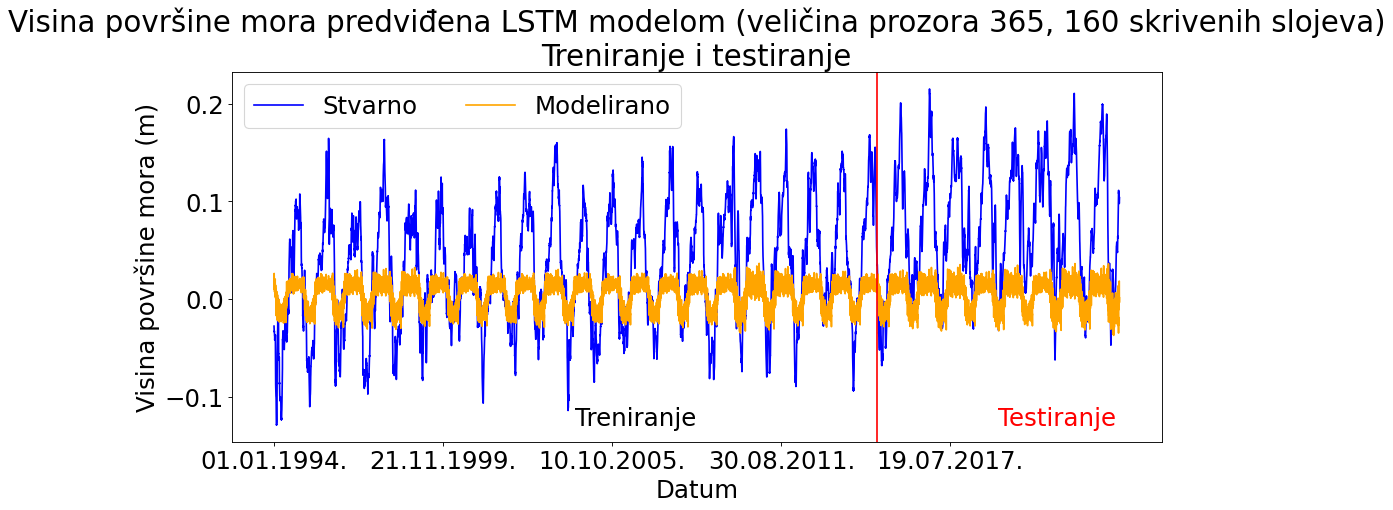 Visina površine mora predviđena LSTM modelom (veličina prozora 365, 160 skrivenih slojeva)
Treniranje i testiranje
Stvarno Modelirano
Visina površine mora (m)
0.2
0.1
0.0
−0.1
Treniranje Testiranje
01.01.1994. 21.11.1999. 10.10.2005. 30.08.2011. 19.07.2017.
Datum